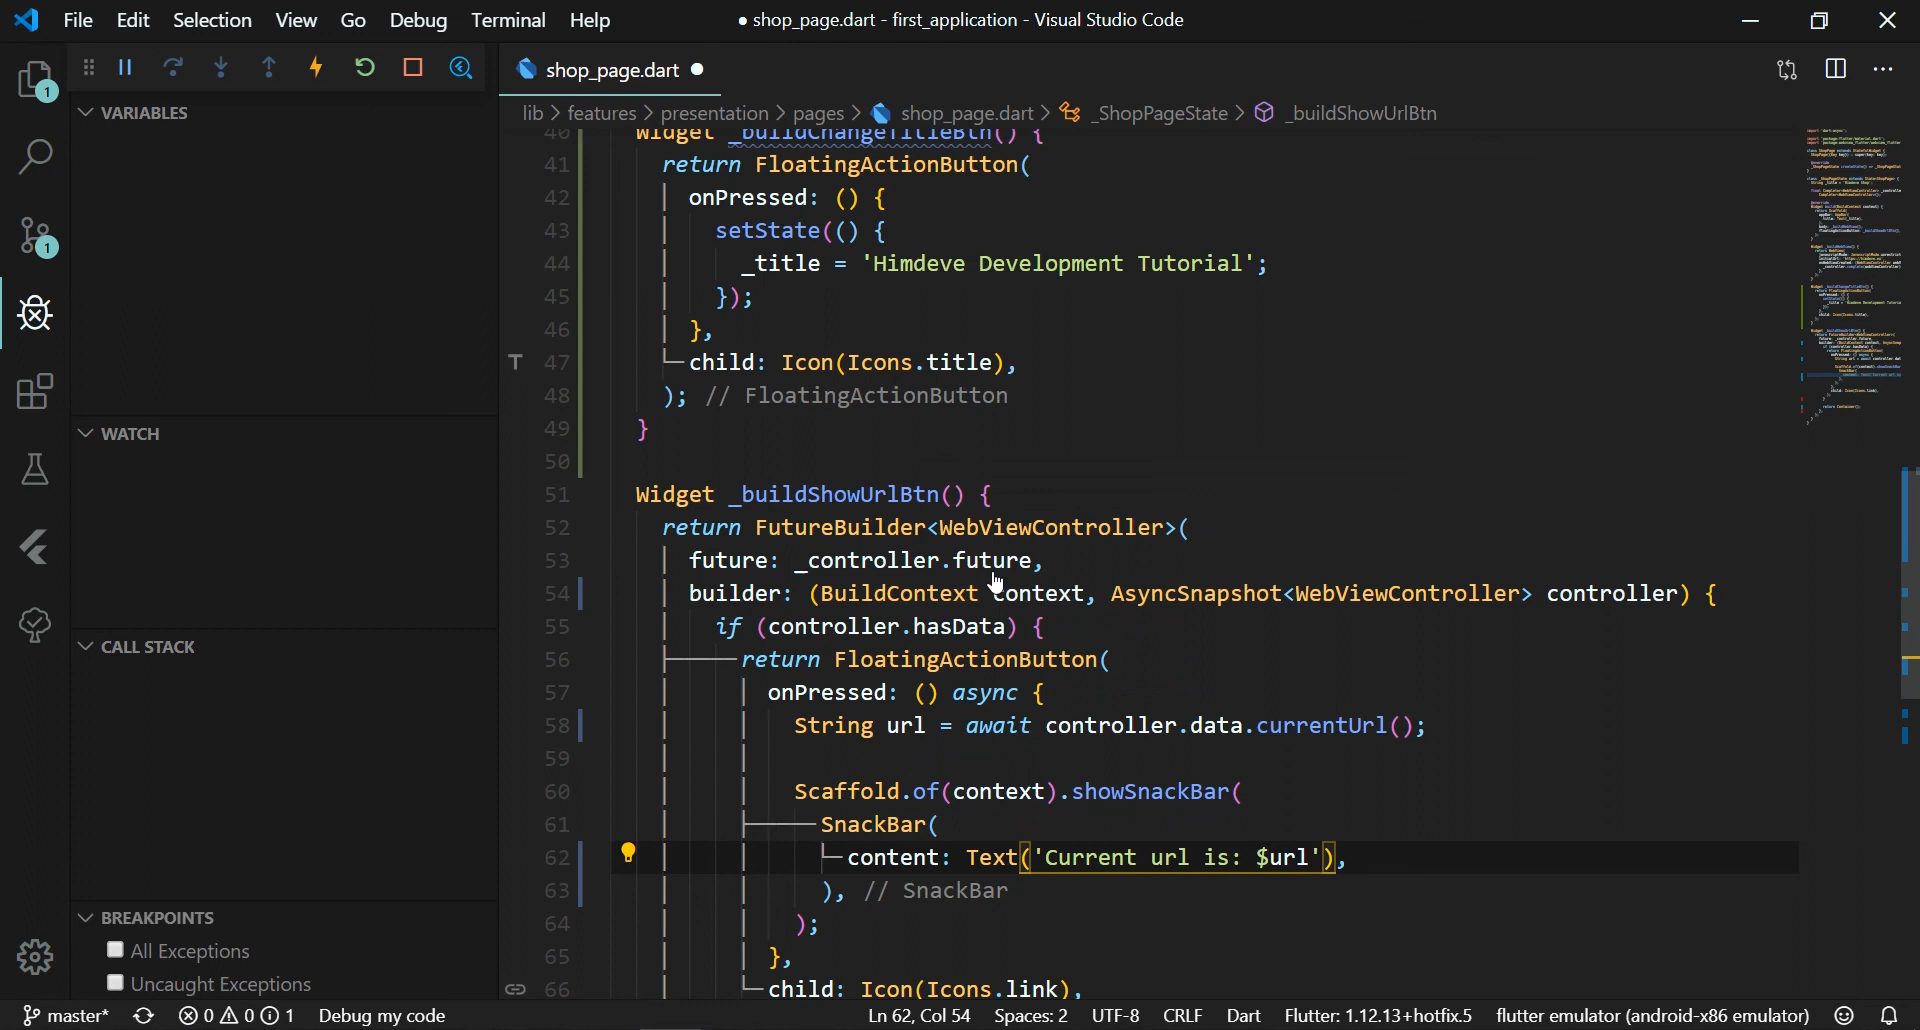 File Edit Selection View Go Debug Terminal Help
● shop_page.dart - first_application - Visual Studio Code
1
1
VARIABLES
WATCH
CALL STACK
BREAKPOINTS
All Exceptions
Uncaught Exceptions
shop_page.dart ●
lib > features > presentation > pages > shop_page.dart > _ShopPageState > _buildShowUrlBtn
40 Widget _buildChangeTitleBtn() {
41 return FloatingActionButton(
42 onPressed: () {
43 setState(() {
44 _title = 'Himdeve Development Tutorial';
45 });
46 },
47 child: Icon(Icons.title),
48 ); // FloatingActionButton
49 }
50
51 Widget _buildShowUrlBtn() {
52 return FutureBuilder<WebViewController>(
53 future: _controller.future,
54 builder: (BuildContext context, AsyncSnapshot<WebViewController> controller) {
55 if (controller.hasData) {
56 return FloatingActionButton(
57 onPressed: () async {
58 String url = await controller.data.currentUrl();
59
60 Scaffold.of(context).showSnackBar(
61 SnackBar(
62 content: Text('Current url is: $url'),
63 ), // SnackBar
64 );
65 },
66 child: Icon(Icons.link),
master* 0 0 1 Debug my code
Ln 62, Col 54 Spaces: 2 UTF-8 CRLF Dart Flutter: 1.12.13+hotfix.5 flutter emulator (android-x86 emulator)